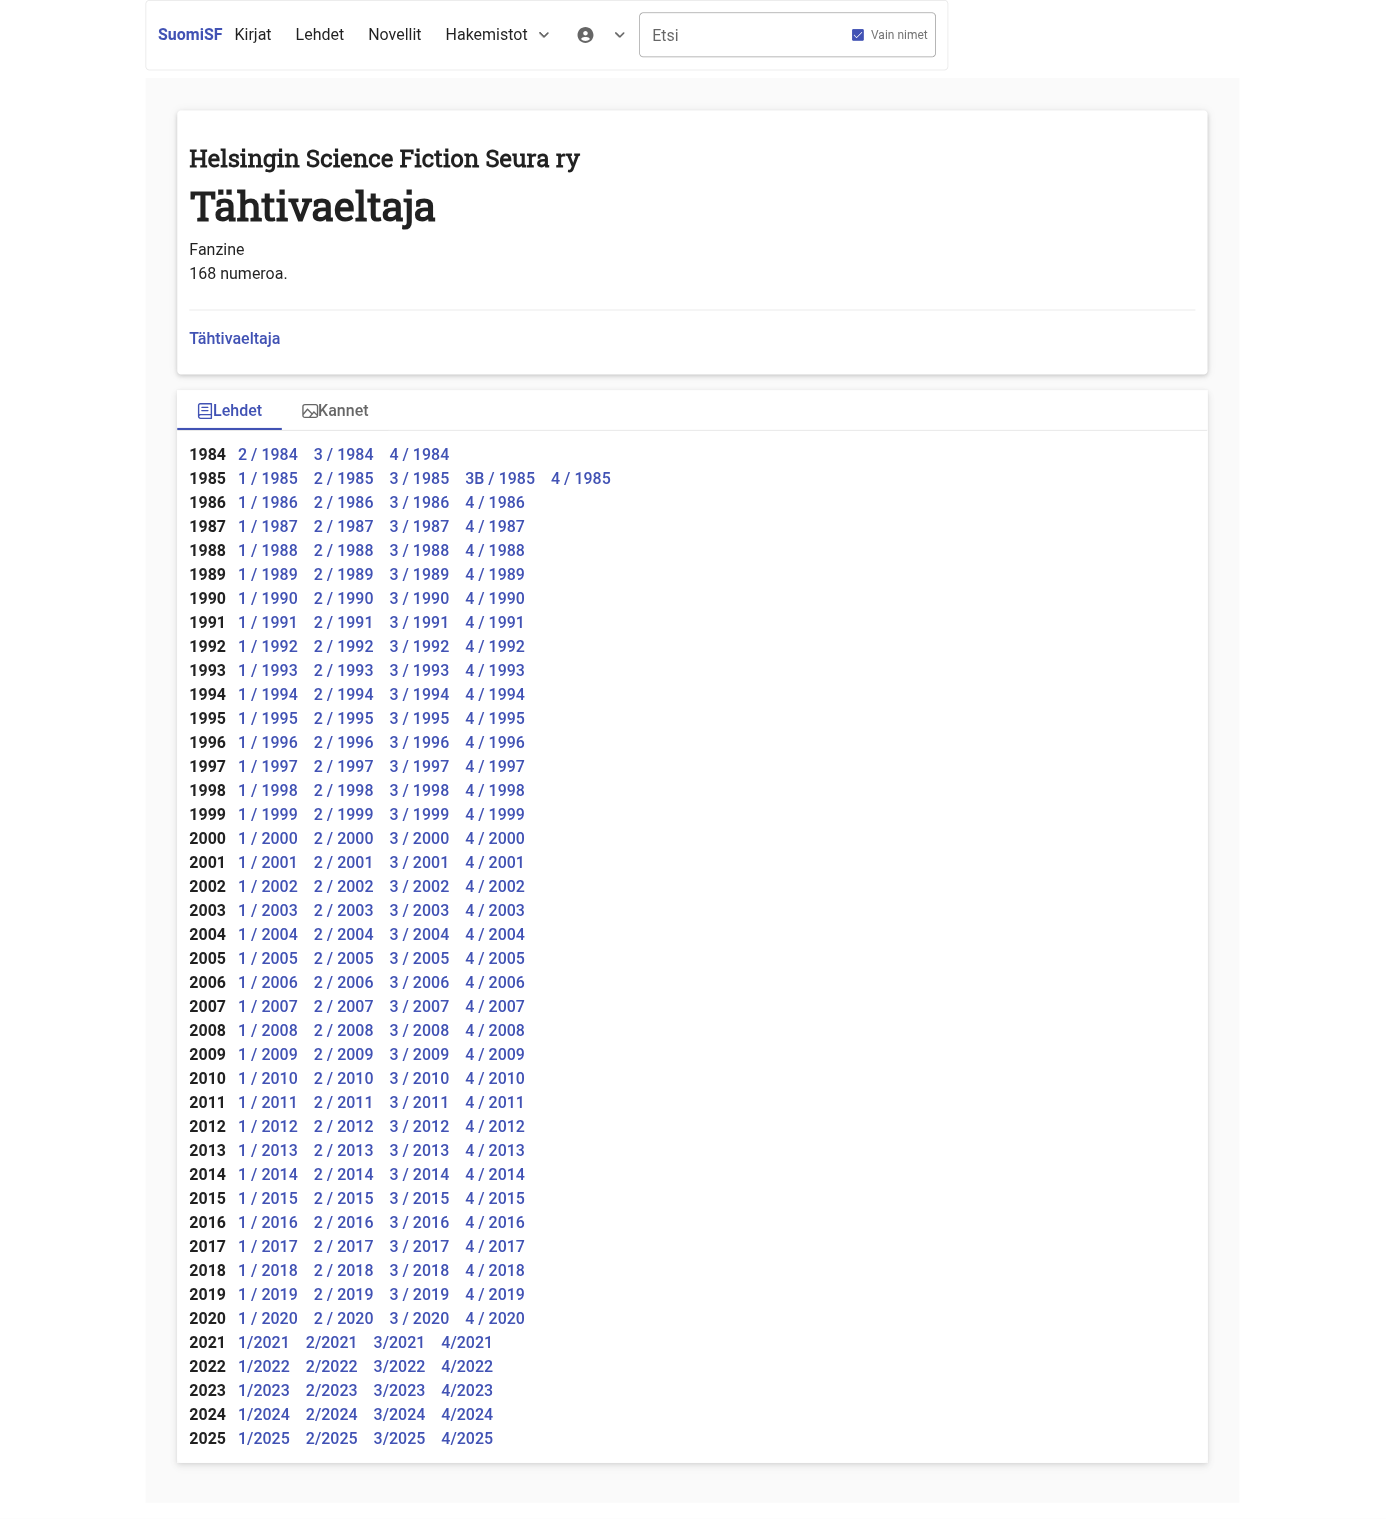 SuomiSF Kirjat Lehdet Novellit Hakemistot Etsi Vain nimet
Helsingin Science Fiction Seura ry
Tähtivaeltaja
Fanzine
168 numeroa.
Tähtivaeltaja
Lehdet Kannet
1984 2 / 1984 3 / 1984 4 / 1984
1985 1 / 1985 2 / 1985 3 / 1985 3B / 1985 4 / 1985
1986 1 / 1986 2 / 1986 3 / 1986 4 / 1986
1987 1 / 1987 2 / 1987 3 / 1987 4 / 1987
1988 1 / 1988 2 / 1988 3 / 1988 4 / 1988
1989 1 / 1989 2 / 1989 3 / 1989 4 / 1989
1990 1 / 1990 2 / 1990 3 / 1990 4 / 1990
1991 1 / 1991 2 / 1991 3 / 1991 4 / 1991
1992 1 / 1992 2 / 1992 3 / 1992 4 / 1992
1993 1 / 1993 2 / 1993 3 / 1993 4 / 1993
1994 1 / 1994 2 / 1994 3 / 1994 4 / 1994
1995 1 / 1995 2 / 1995 3 / 1995 4 / 1995
1996 1 / 1996 2 / 1996 3 / 1996 4 / 1996
1997 1 / 1997 2 / 1997 3 / 1997 4 / 1997
1998 1 / 1998 2 / 1998 3 / 1998 4 / 1998
1999 1 / 1999 2 / 1999 3 / 1999 4 / 1999
2000 1 / 2000 2 / 2000 3 / 2000 4 / 2000
2001 1 / 2001 2 / 2001 3 / 2001 4 / 2001
2002 1 / 2002 2 / 2002 3 / 2002 4 / 2002
2003 1 / 2003 2 / 2003 3 / 2003 4 / 2003
2004 1 / 2004 2 / 2004 3 / 2004 4 / 2004
2005 1 / 2005 2 / 2005 3 / 2005 4 / 2005
2006 1 / 2006 2 / 2006 3 / 2006 4 / 2006
2007 1 / 2007 2 / 2007 3 / 2007 4 / 2007
2008 1 / 2008 2 / 2008 3 / 2008 4 / 2008
2009 1 / 2009 2 / 2009 3 / 2009 4 / 2009
2010 1 / 2010 2 / 2010 3 / 2010 4 / 2010
2011 1 / 2011 2 / 2011 3 / 2011 4 / 2011
2012 1 / 2012 2 / 2012 3 / 2012 4 / 2012
2013 1 / 2013 2 / 2013 3 / 2013 4 / 2013
2014 1 / 2014 2 / 2014 3 / 2014 4 / 2014
2015 1 / 2015 2 / 2015 3 / 2015 4 / 2015
2016 1 / 2016 2 / 2016 3 / 2016 4 / 2016
2017 1 / 2017 2 / 2017 3 / 2017 4 / 2017
2018 1 / 2018 2 / 2018 3 / 2018 4 / 2018
2019 1 / 2019 2 / 2019 3 / 2019 4 / 2019
2020 1 / 2020 2 / 2020 3 / 2020 4 / 2020
2021 1/2021 2/2021 3/2021 4/2021
2022 1/2022 2/2022 3/2022 4/2022
2023 1/2023 2/2023 3/2023 4/2023
2024 1/2024 2/2024 3/2024 4/2024
2025 1/2025 2/2025 3/2025 4/2025